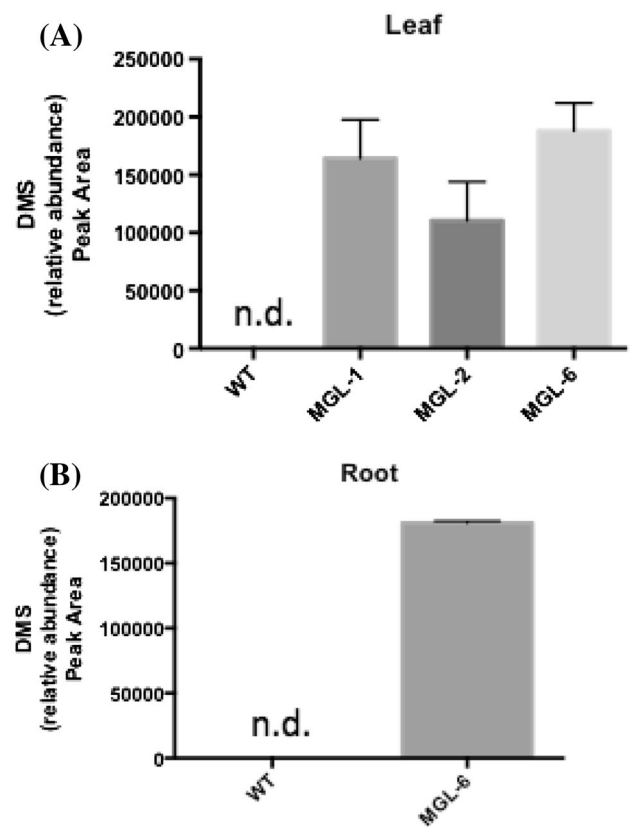 (A)
Leaf
DMS
(relative abundance)
Peak Area
250000
200000
150000
100000
50000
0
n.d.
WT
MGL-1
MGL-2
MGL-6
(B)
Root
DMS
(relative abundance)
Peak Area
200000
150000
100000
50000
0
n.d.
WT
MGL-6